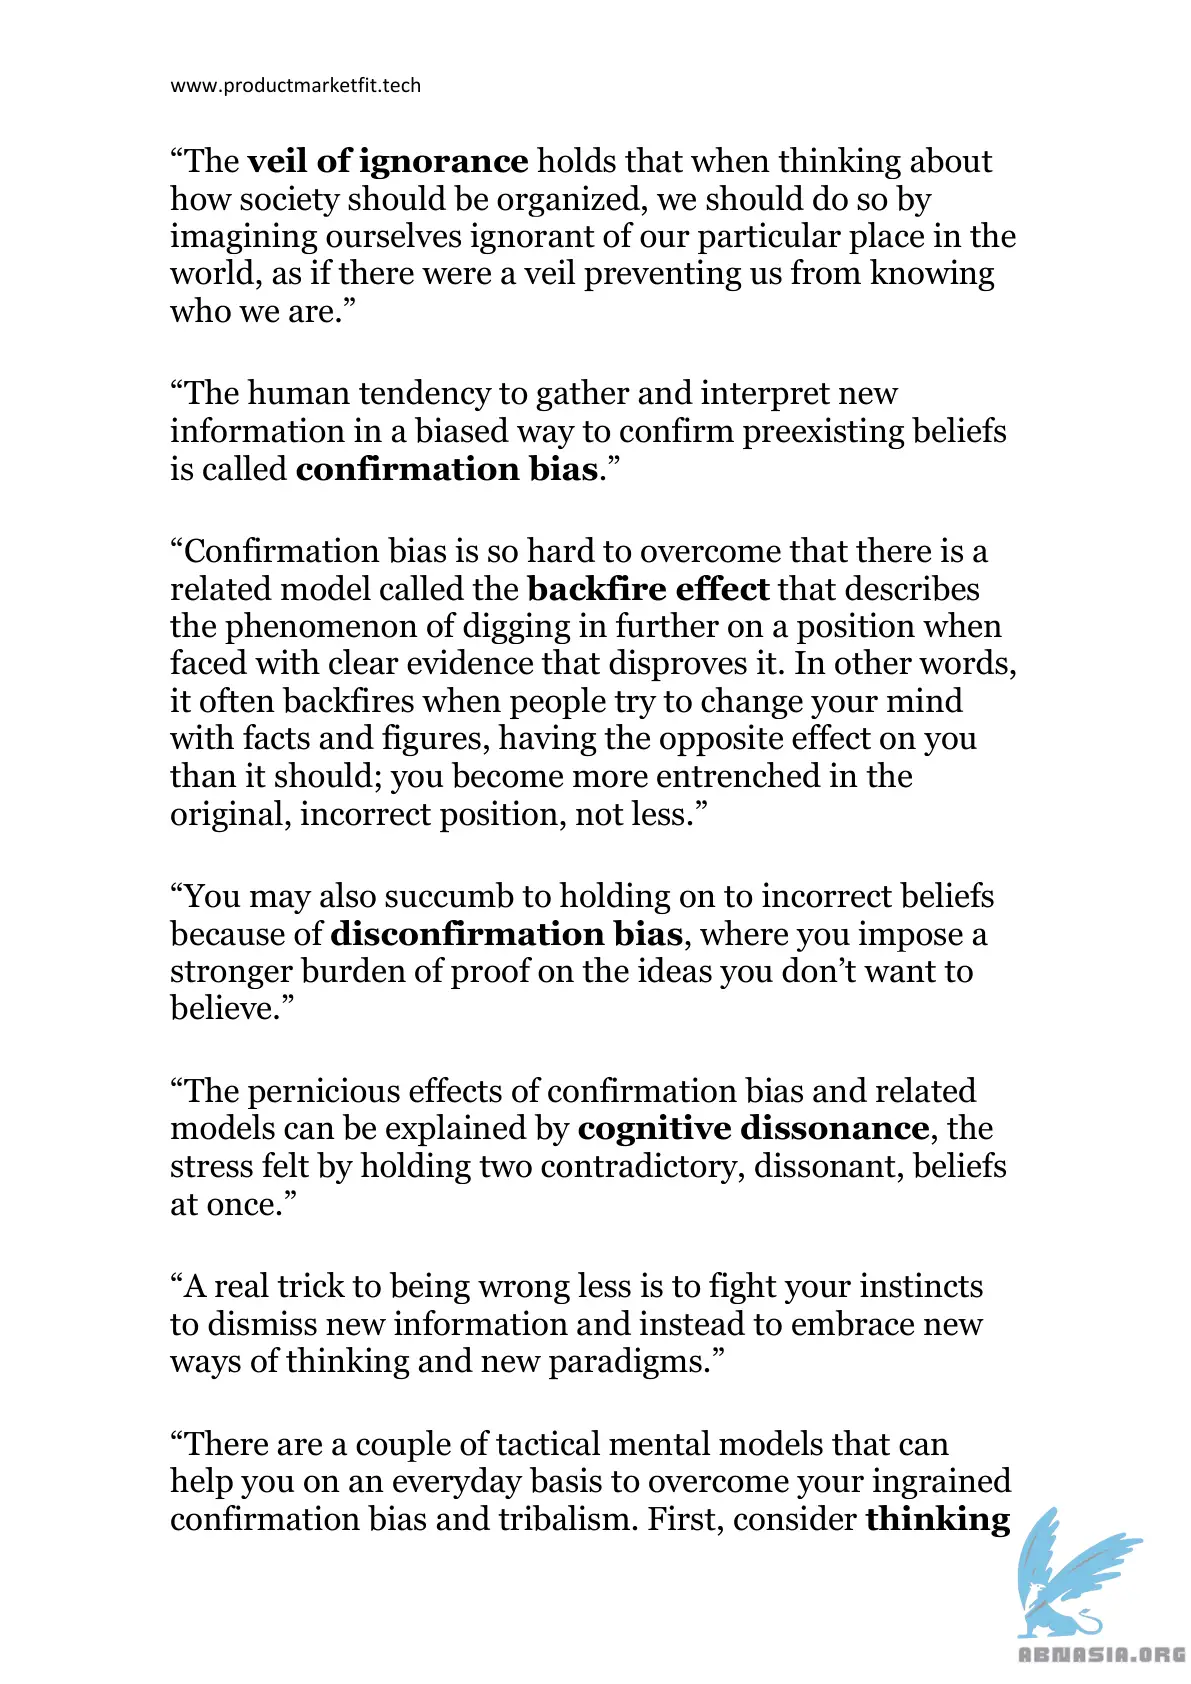 www.productmarketfit.tech
“The veil of ignorance holds that when thinking about
how society should be organized, we should do so by
imagining ourselves ignorant of our particular place in the
world, as if there were a veil preventing us from knowing
who we are.”
“The human tendency to gather and interpret new
information in a biased way to confirm preexisting beliefs
is called confirmation bias.”
“Confirmation bias is so hard to overcome that there is a
related model called the backfire effect that describes
the phenomenon of digging in further on a position when
faced with clear evidence that disproves it. In other words,
it often backfires when people try to change your mind
with facts and figures, having the opposite effect on you
than it should; you become more entrenched in the
original, incorrect position, not less.”
“You may also succumb to holding on to incorrect beliefs
because of disconfirmation bias, where you impose a
stronger burden of proof on the ideas you don’t want to
believe.”
“The pernicious effects of confirmation bias and related
models can be explained by cognitive dissonance, the
stress felt by holding two contradictory, dissonant, beliefs
at once.”
“A real trick to being wrong less is to fight your instincts
to dismiss new information and instead to embrace new
ways of thinking and new paradigms.”
“There are a couple of tactical mental models that can
help you on an everyday basis to overcome your ingrained
confirmation bias and tribalism. First, consider thinking
ABNASIA.ORG